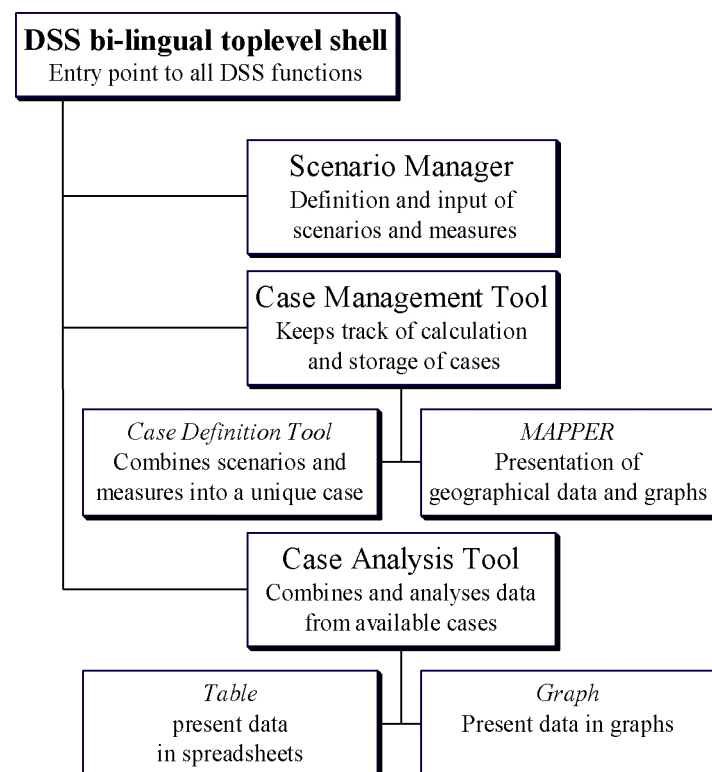 DSS bi-lingual toplevel shell
Entry point to all DSS functions
Scenario Manager
Definition and input of
scenarios and measures
Case Management Tool
Keeps track of calculation
and storage of cases
Case Definition Tool
Combines scenarios and
measures into a unique case
MAPPER
Presentation of
geographical data and graphs
Case Analysis Tool
Combines and analyses data
from available cases
Table
present data
in spreadsheets
Graph
Present data in graphs